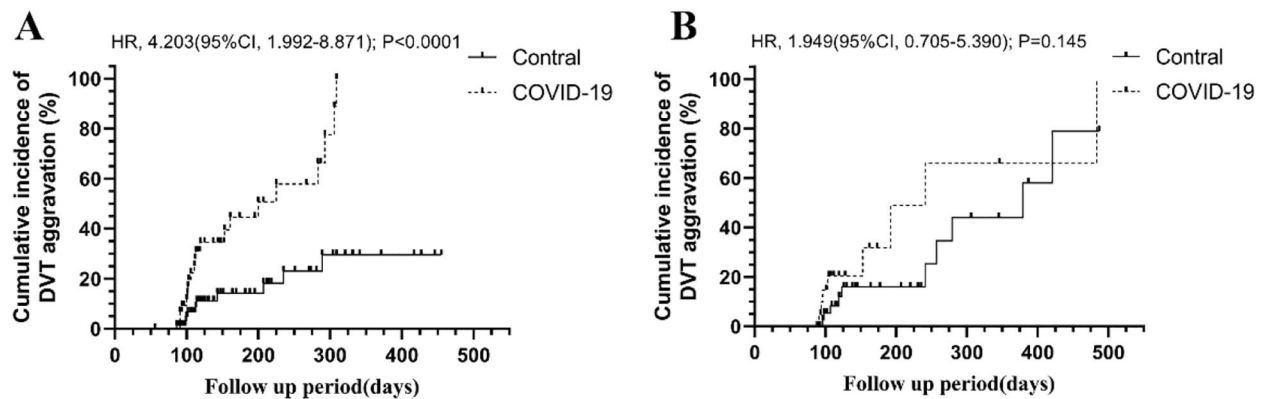 A
HR, 4.203(95%CI, 1.992-8.871); P<0.0001
Contral
COVID-19
Cumulative incidence of
DVT aggravation (%)
100
80
60
40
20
0
0 100 200 300 400 500
Follow up period(days)
B
HR, 1.949(95%CI, 0.705-5.390); P=0.145
Contral
COVID-19
Cumulative incidence of
DVT aggravation (%)
100
80
60
40
20
0
0 100 200 300 400 500
Follow up period(days)